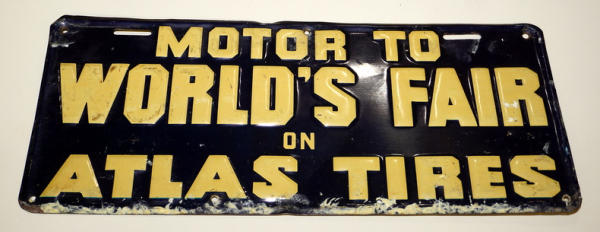 MOTOR TO
WORLD'S FAIR
ON
ATLAS TIRES